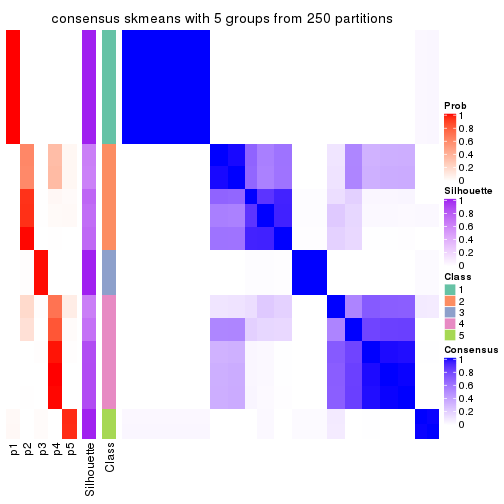 consensus skmeans with 5 groups from 250 partitions
Prob
1
0.8
0.6
0.4
0.2
0
Silhouette
1
0.8
0.6
0.4
0.2
0
Class
1
2
3
4
5
Consensus
1
0.8
0.6
0.4
0.2
0
p1
p2
p3
p4
p5
Silhouette
Class